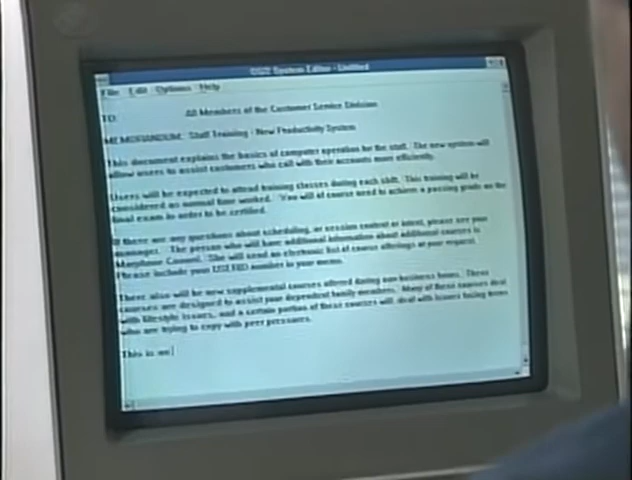 OS/2 System Editor - Untitled
File Edit Options Help
TO: All Members of the Customer Service Division
MEMORANDUM: Staff Training - New Productivity System
This document explains the basics of computer operation for the staff. The new system will
allow users to assist customers who call with their accounts more efficiently.
Users will be expected to attend training classes during each shift. This training will be
considered as normal time worked. You will of course need to achieve a passing grade on the
final exam in order to be certified.
If there are any questions about scheduling, or session content or intent, please see your
manager. The person who will have additional information about additional courses is
She will send an electronic list of course offerings at your request.
Please include your USERID number in your memo.
There also will be new supplemental courses offered during non-business hours. These
courses are designed to assist your dependent family members. Many of these courses deal
with lifestyle issues, and a certain portion of these courses will deal with issues facing teens
who are trying to copy with peer pressures.
This is an